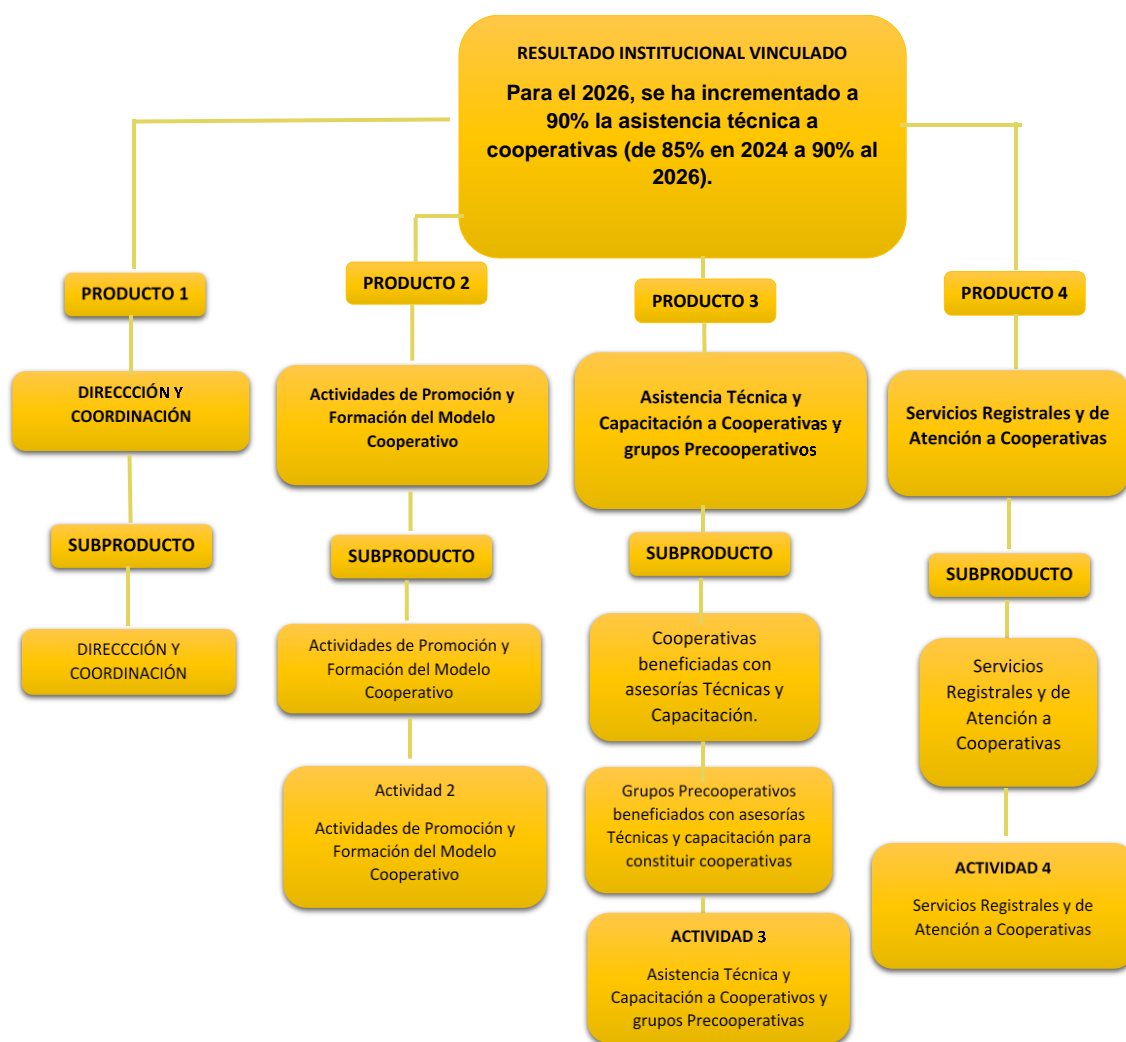 RESULTADO INSTITUCIONAL VINCULADO
Para el 2026, se ha incrementado a
90% la asistencia técnica a
cooperativas (de 85% en 2024 a 90% al
2026).
PRODUCTO 1
DIRECCCIÓN Y
COORDINACIÓN
SUBPRODUCTO
DIRECCCIÓN Y
COORDINACIÓN
PRODUCTO 2
Actividades de Promoción y
Formación del Modelo
Cooperativo
SUBPRODUCTO
Actividades de Promoción y
Formación del Modelo
Cooperativo
Actividad 2
Actividades de Promoción y
Formación del Modelo
Cooperativo
PRODUCTO 3
Asistencia Técnica y
Capacitación a Cooperativas y
grupos Precooperativos
SUBPRODUCTO
Cooperativas
beneficiadas con
asesorías Técnicas y
Capacitación.
Grupos Precooperativos
beneficiados con asesorías
Técnicas y capacitación para
constituir cooperativas
ACTIVIDAD 3
Asistencia Técnica y
Capacitación a Cooperativos y
grupos Precooperativas
PRODUCTO 4
Servicios Registrales y de
Atención a Cooperativas
SUBPRODUCTO
Servicios
Registrales y de
Atención a
Cooperativas
ACTIVIDAD 4
Servicios Registrales y de
Atención a Cooperativas